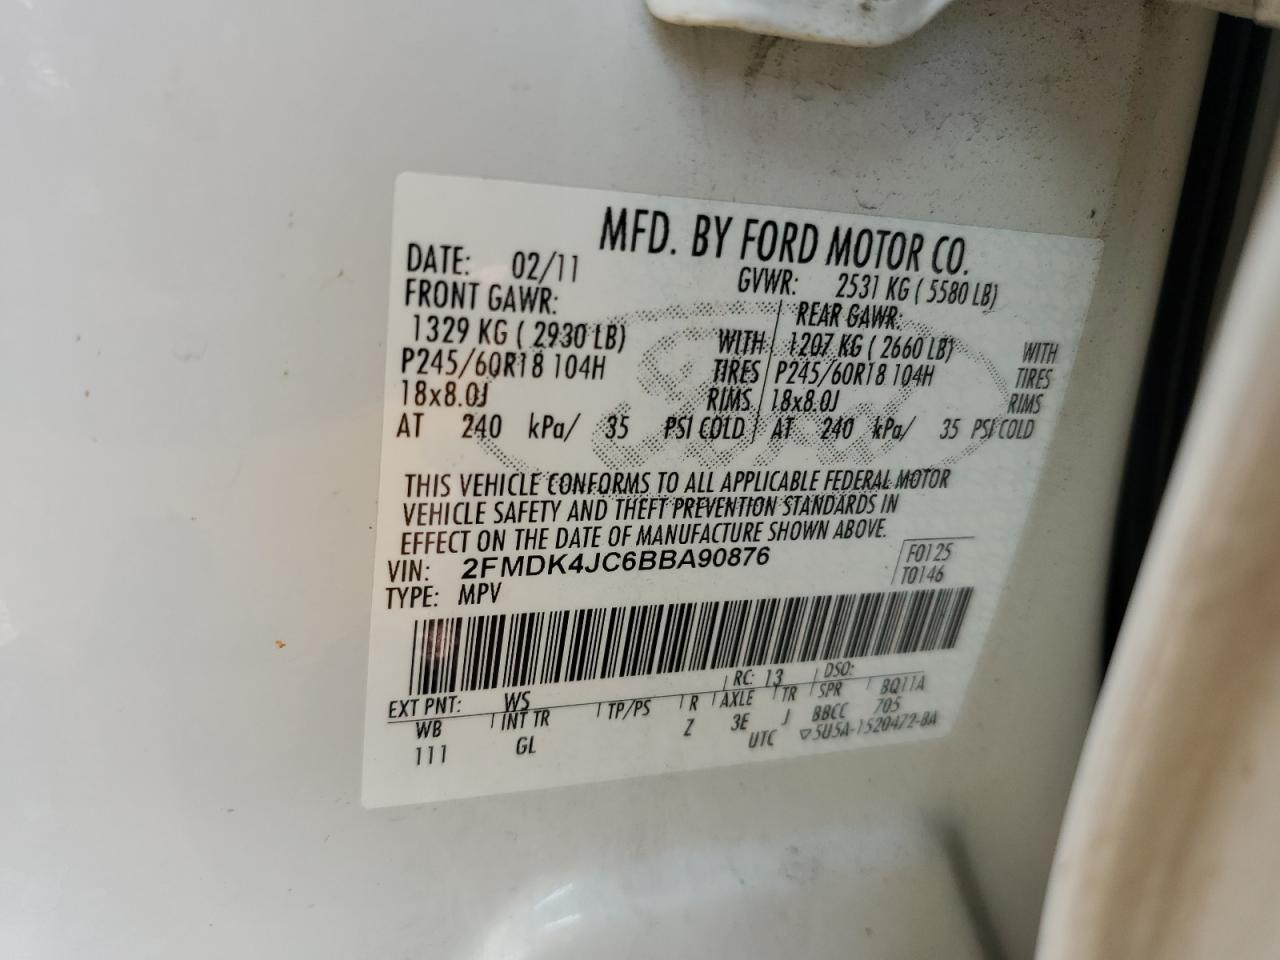 MFD. BY FORD MOTOR CO.
DATE: 02/11 GVWR: 2531 KG ( 5580 LB)
FRONT GAWR: REAR GAWR:
1329 KG ( 2930 LB) WITH 1207 KG ( 2660 LB) WITH
P245/60R18 104H TIRES P245/60R18 104H TIRES
18x8.0J RIMS 18x8.0J RIMS
AT 240 kPa/ 35 PSI COLD AT 240 kPa/ 35 PSI COLD
THIS VEHICLE CONFORMS TO ALL APPLICABLE FEDERAL MOTOR
VEHICLE SAFETY AND THEFT PREVENTION STANDARDS IN
EFFECT ON THE DATE OF MANUFACTURE SHOWN ABOVE.
VIN: 2FMDK4JC6BBA90876 F0125
TYPE: MPV T0146
EXT PNT: WS RC: 13 DSO:
WB INT TR TP/PS R AXLE TR SPR BQ11A
111 GL Z 3E J BBCC 705
UTC ▽5U5A-1520472-BA